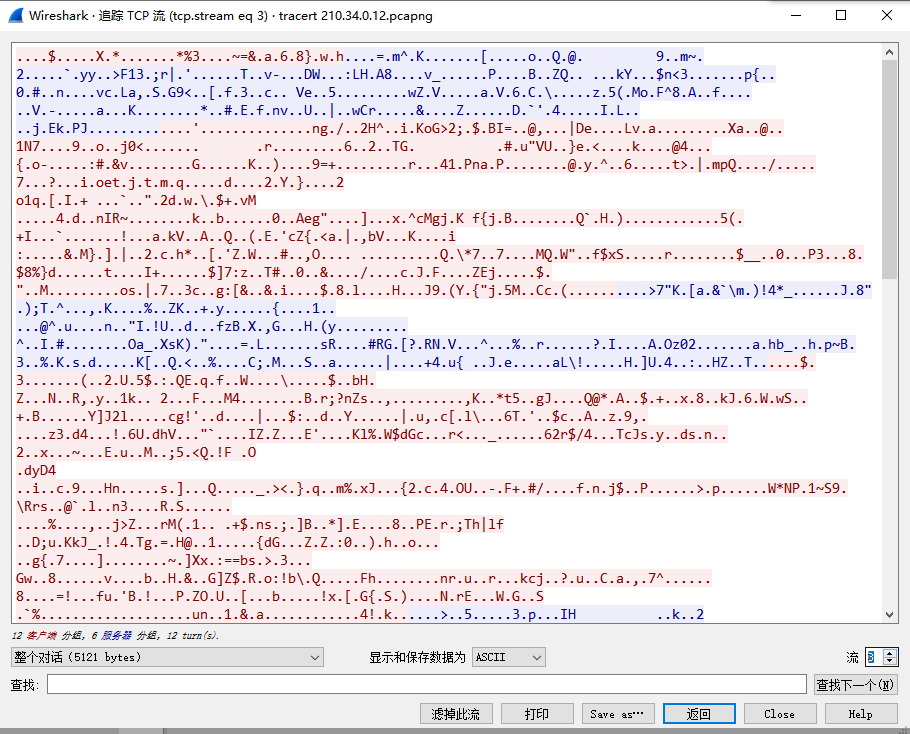 Wireshark · 追踪 TCP 流 (tcp.stream eq 3) · tracert 210.34.0.12.pcapng
....$.....X.*.......*%3....~=&.a.6.8}.w.h....=.m^.K.......[.....o..Q.@. 9..m~.
2.....`.yy..>F13.;r|.'......T..v-...DW...:LH.A8....v_......P....B..ZQ.. ...kY...$n<3.......p{..
0.#..n....vc.La,.S.G9<..[.f.3..c.. Ve..5.........wZ.V.....a.V.6.C.\.....z.5(.Mo.F^8.A..f....
..V.-.....a...K........*..#.E.f.nv..U..|..wCr.....&....Z......D.`'.4.....I.L..
..j.Ek.PJ.............'..............ng./..2H^..i.KoG>2;.$.BI=..@,...|De....Lv.a.........Xa..@..
1N7....9..o..j0<....... .r.........6..2..TG. .#.u"VU..}e.<....k....@4...
{.o-....:#.&v........G......K..)....9=+.........r...41.Pna.P........@.y.^..6.....t>.|.mpQ..../.....
7...?...i.oet.j.t.m.q.....d....2.Y.}....2
o1q.[.I.+ ...`..".2d.w.\.$+.vM
.....4.d..nIR~........k..b......0..Aeg"....]...x.^cMgj.K f{j.B........Q`.H.)............5(.
+I...`.......!...a.kV..A..Q..(.E.'cZ{.<a.|.,bV...K....i
:.....&.M}.].|..2.c.h*..[.'Z.W...#..,O. ...........Q.\*7..7....MQ.W"..f$xS.....r........$__..0...P3...8.
$8%}d......t....I+......$]7:z..T#..0..&..../....c.J.F....ZEj.....$.
"..M.........os.|.7..3c..g:[&..&.i....$.8.l....H...J9.(Y.{"j.5M..Cc.(..........>7"K.[a.&`\m.)!4*_......J.8"
.);T.^...,.K....%..ZK..+.y......{....1..
...@^.u....n.."I.!U..d...fzB.X.,G...H.(y.........
^..I.#........Oa_.XsK)."....=.L.......sR....#RG.[?.RN.V...^...%..r......?.I....A.Oz02.......a.hb_..h.p~B.
3..%.K.s.d.....K[..Q.<..%....C;.M...S..a......|....+4.u{ ..J.e.....aL\!.....H.]U.4..:..HZ..T......$.
3.......(..2.U.5$.:.QE.q.f..W....\.....$..bH.
Z...N..R,.y..1k.. 2...F...M4........B.r;?nZs..,........,K..*t5..gJ....Q@*.A..$.+..x.8..kJ.6.W.wS..
+.B......Y]J2l.....cg!'..d....|...$:..d..Y......|.u,.c[.l\...6T.'..$c..A..z.9,.
....z3.d4...!.6U.dhV..."`....IZ.Z...E'....Kl%.W$dGc...r<..._......62r$/4...TcJs.y..ds.n..
2..x...~...E.u..M..;5.<Q.!F .O
.dyD4
..i..c.9...Hn.....s.]...Q....._.><.}.q..m%.xJ...{2.c.4.OU..-.F+.#/....f.n.j$..P......>.p......W*NP.1~S9.
\Rrs..@`.l..n3....R.S......
....%....,..j>Z...rM(.1.. .+$.ns.;.]B..*].E....8..PE.r.;Th|lf
..D;u.KkJ_.!.4.Tg.=.H@..1.....{dG...Z.Z.:0..).h..o...
..g{.7....]........~.]Xx.:==bs.>.3...
Gw..8......v....b..H.&..G]Z$.R.o:!b\.Q.....Fh........nr.u..r...kcj..?.u..C.a.,.7^......
8....=!...fu.'B.!...P.ZO.U..[...b.....!x.[.G{.S.)....N.rE...W.G..S
.`%..................un..1.&.a............4!.k......>..5.....3.p...IH ..k..2
12 客户端 分组, 6 服务器 分组, 12 turn(s).
整个对话 (5121 bytes) 显示和保存数据为 ASCII 流 3
查找: 查找下一个(N)
滤掉此流 打印 Save as… 返回 Close Help